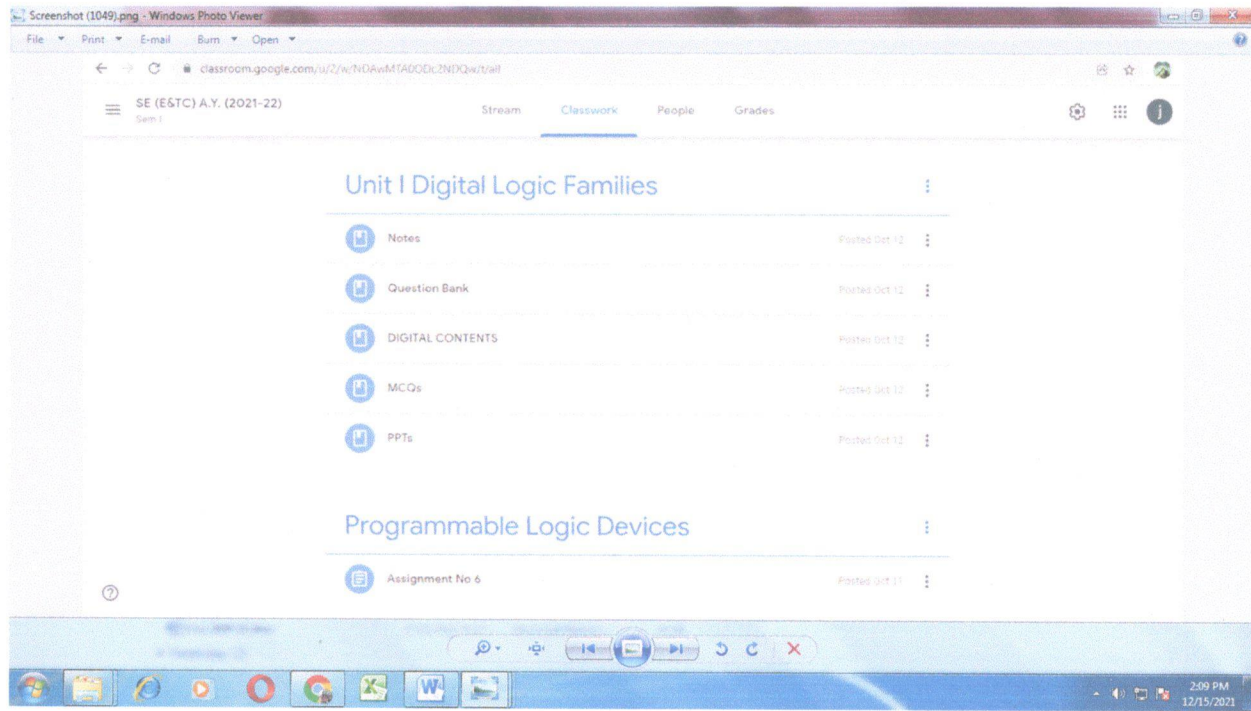 Screenshot (1049).png - Windows Photo Viewer
File Print E-mail Burn Open
SE (E&TC) A.Y. (2021-22)
Sem I
Stream Classwork People Grades
j
Unit I Digital Logic Families
Notes Posted Oct 12
Question Bank Posted Oct 12
DIGITAL CONTENTS Posted Oct 12
MCQs Posted Oct 12
PPTs Posted Oct 12
Programmable Logic Devices
Assignment No 6 Posted Oct 21
2:09 PM
12/15/2021